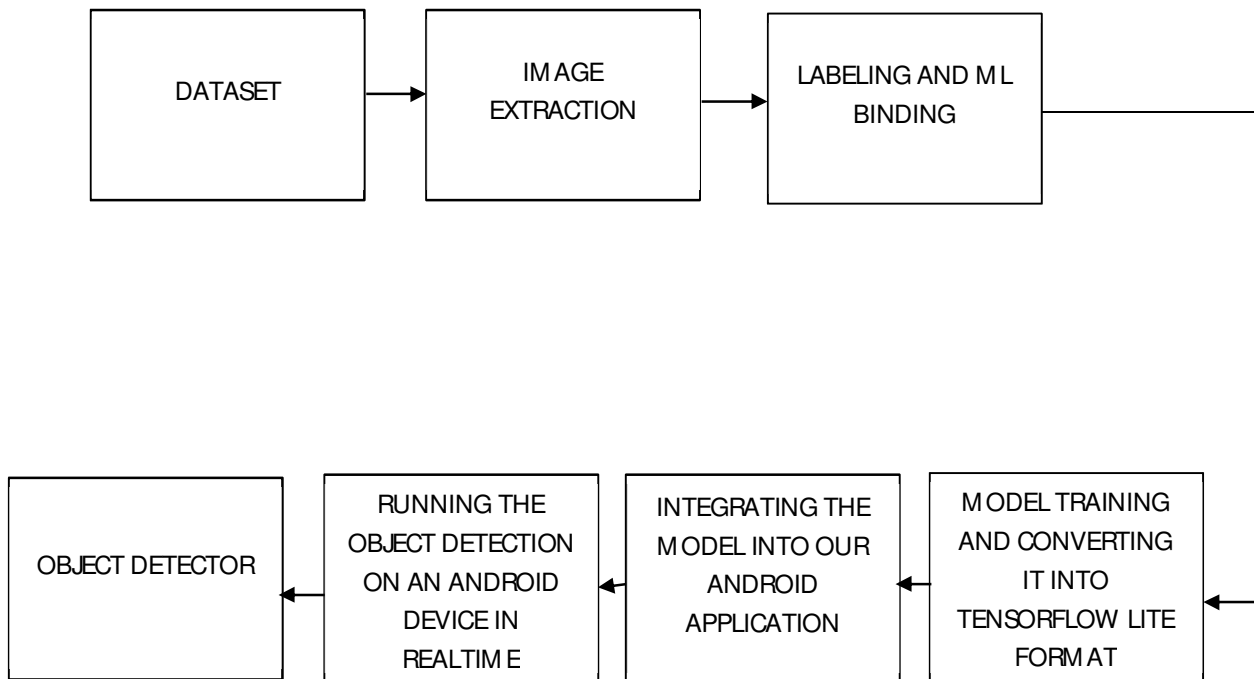 DATASET
IMAGE
EXTRACTION
LABELING AND ML
BINDING
MODEL TRAINING
AND CONVERTING
IT INTO
TENSORFLOW LITE
FORMAT
INTEGRATING THE
MODEL INTO OUR
ANDROID
APPLICATION
RUNNING THE
OBJECT DETECTION
ON AN ANDROID
DEVICE IN
REALTIME
OBJECT DETECTOR